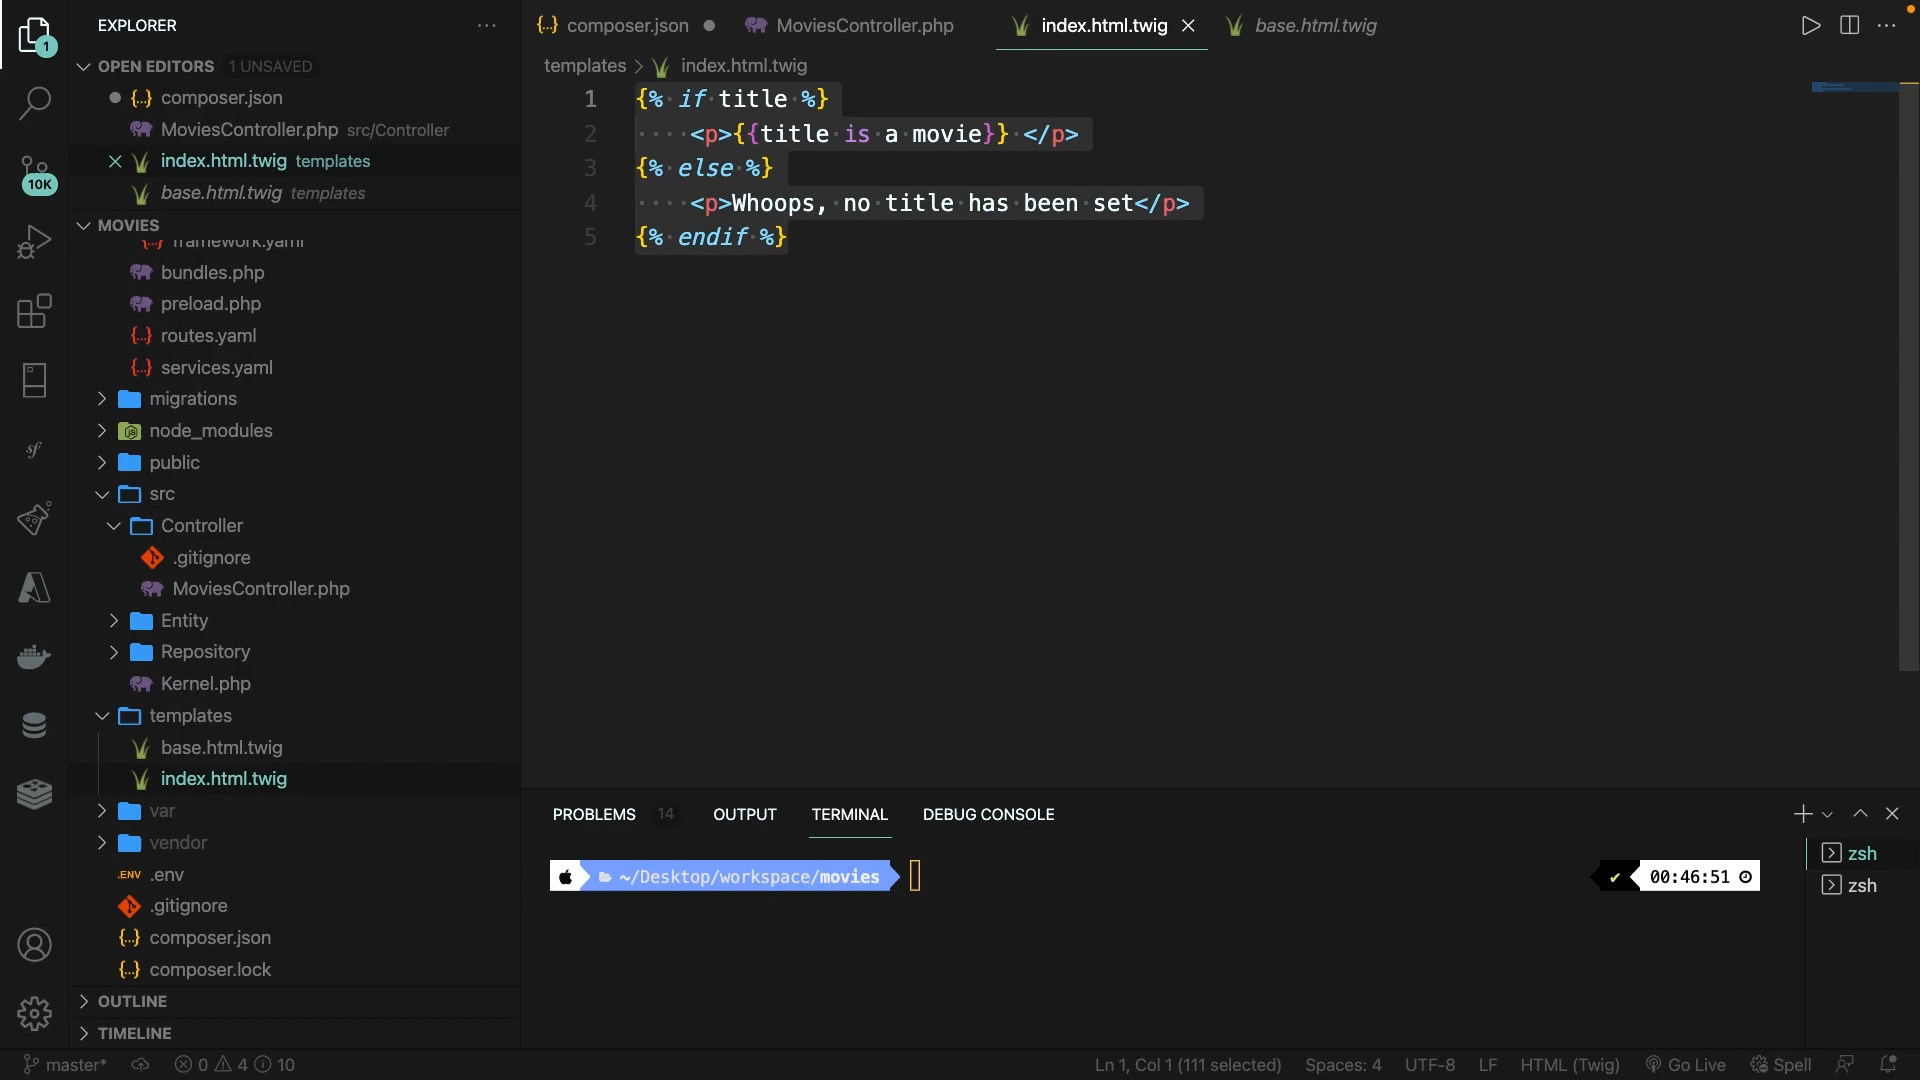 EXPLORER
OPEN EDITORS 1 UNSAVED
composer.json
MoviesController.php src/Controller
index.html.twig templates
base.html.twig templates
MOVIES
framework.yaml
bundles.php
preload.php
routes.yaml
services.yaml
migrations
node_modules
public
src
Controller
.gitignore
MoviesController.php
Entity
Repository
Kernel.php
templates
base.html.twig
index.html.twig
var
vendor
.ENV .env
.gitignore
composer.json
composer.lock
OUTLINE
TIMELINE
1
10K
sf
composer.json MoviesController.php index.html.twig base.html.twig
templates > index.html.twig
1 {% if title %}
2 ····<p>{{title is a movie}} </p>
3 {% else %}
4 ····<p>Whoops, no title has been set</p>
5 {% endif %}
PROBLEMS 14 OUTPUT TERMINAL DEBUG CONSOLE
~/Desktop/workspace/movies
00:46:51
zsh
zsh
master* 0 4 10 Ln 1, Col 1 (111 selected) Spaces: 4 UTF-8 LF HTML (Twig) Go Live Spell